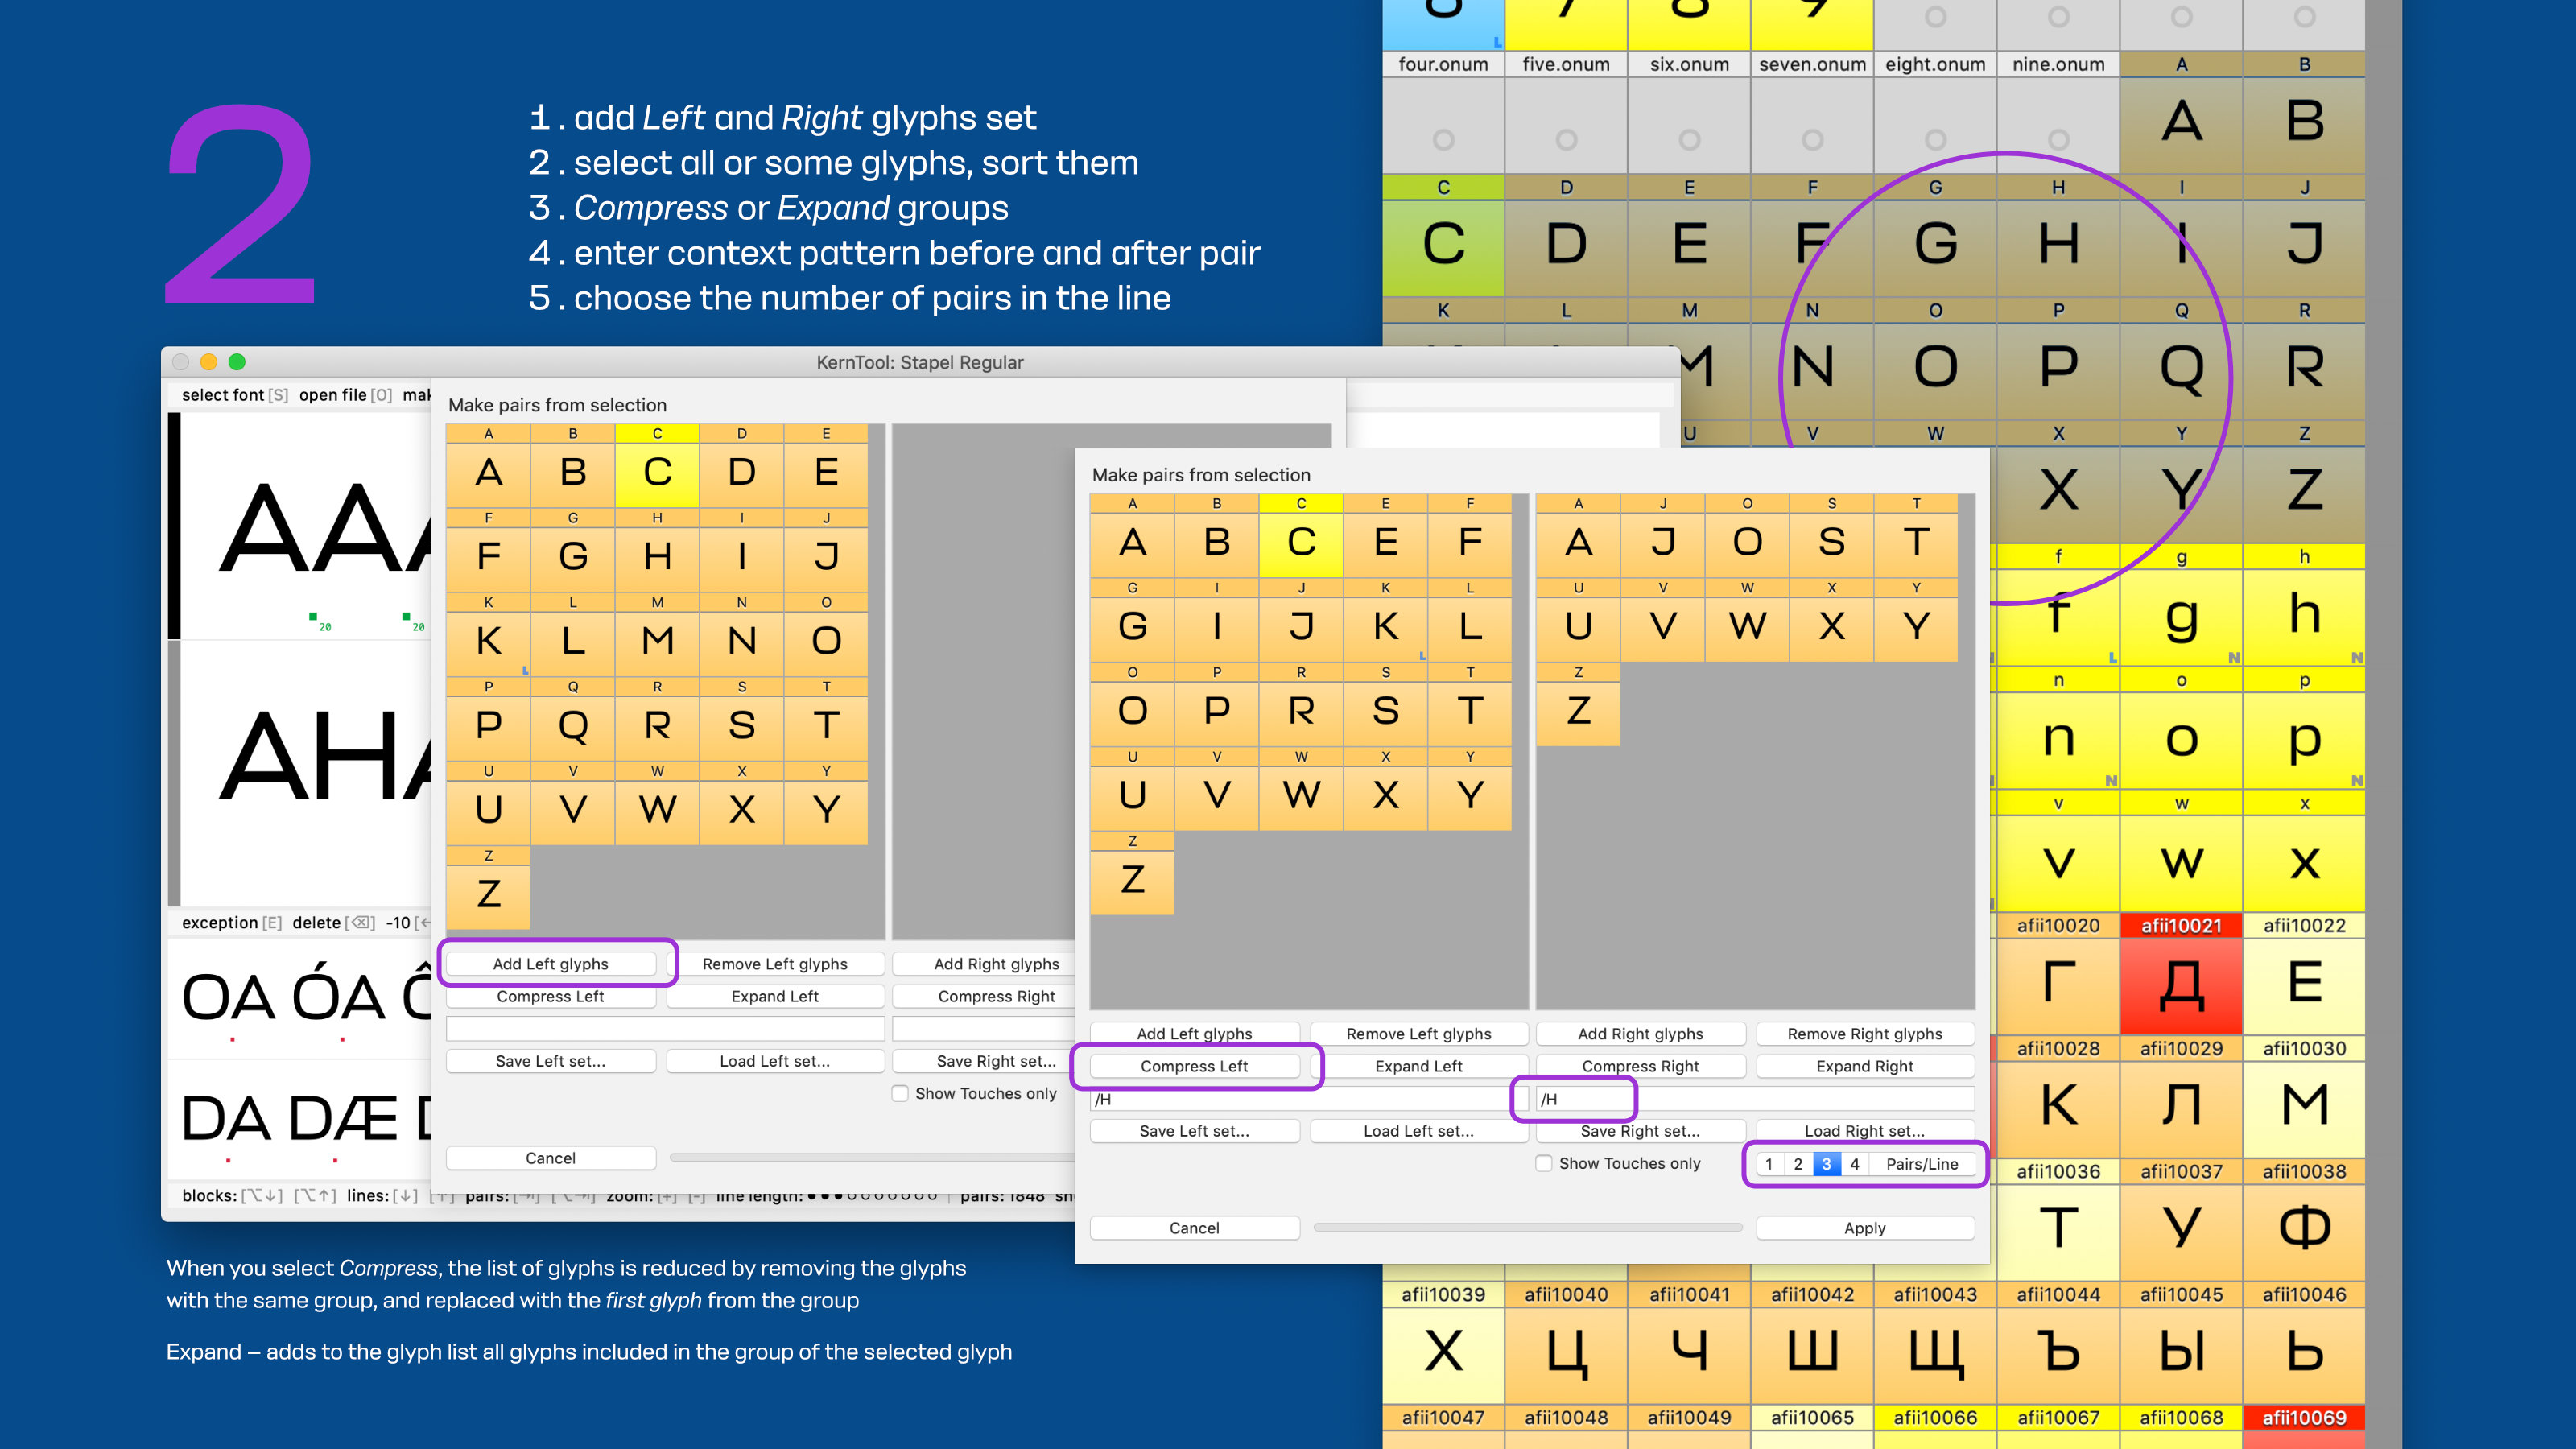 2
1. add Left and Right glyphs set
2. select all or some glyphs, sort them
3. Compress or Expand groups
4. enter context pattern before and after pair
5. choose the number of pairs in the line
KernTool: Stapel Regular
select font [S] open file [O]
AAA
20 20
AHA
exception [E] delete [⌫] -10
OA ÓA
DA DÆ
blocks: [⌥↓] [⌥↑] lines: [↓] [↑] pairs: zoom: [+] [-] line length: pairs: 1848
Make pairs from selection
A B C D E
A B C D E
F G H I J
F G H I J
K L M N O
K L M N O
L
P Q R S T
P Q R S T
U V W X Y
U V W X Y
Z
Z
Add Left glyphs Remove Left glyphs Add Right glyphs
Compress Left Expand Left Compress Right
Save Left set... Load Left set... Save Right set...
Show Touches only
Cancel
Make pairs from selection
A B C E F
A B C E F
G I J K L
G I J K L
L
O P R S T
O P R S T
U V W X Y
U V W X Y
Z
Z
A J O S T
A J O S T
U V W X Y
U V W X Y
Z
Z
Add Left glyphs Remove Left glyphs Add Right glyphs Remove Right glyphs
Compress Left Expand Left Compress Right Expand Right
/H /H
Save Left set... Load Left set... Save Right set... Load Right set...
Show Touches only 1 2 3 4 Pairs/Line
Cancel Apply
When you select Compress, the list of glyphs is reduced by removing the glyphs
with the same group, and replaced with the first glyph from the group
Expand – adds to the glyph list all glyphs included in the group of the selected glyph
L
four.onum five.onum six.onum seven.onum eight.onum nine.onum A B
A B
C D E F G H I J
C D E F G H I J
K L M N O P Q R
M N O P Q R
U V W X Y Z
X Y Z
f g h
f g h
L N N
n o p
n o p
N N
v w x
v w x
afii10020 afii10021 afii10022
Г Д Е
afii10028 afii10029 afii10030
К Л М
afii10036 afii10037 afii10038
Т У Ф
afii10039 afii10040 afii10041 afii10042 afii10043 afii10044 afii10045 afii10046
Х Ц Ч Ш Щ Ъ Ы Ь
afii10047 afii10048 afii10049 afii10065 afii10066 afii10067 afii10068 afii10069